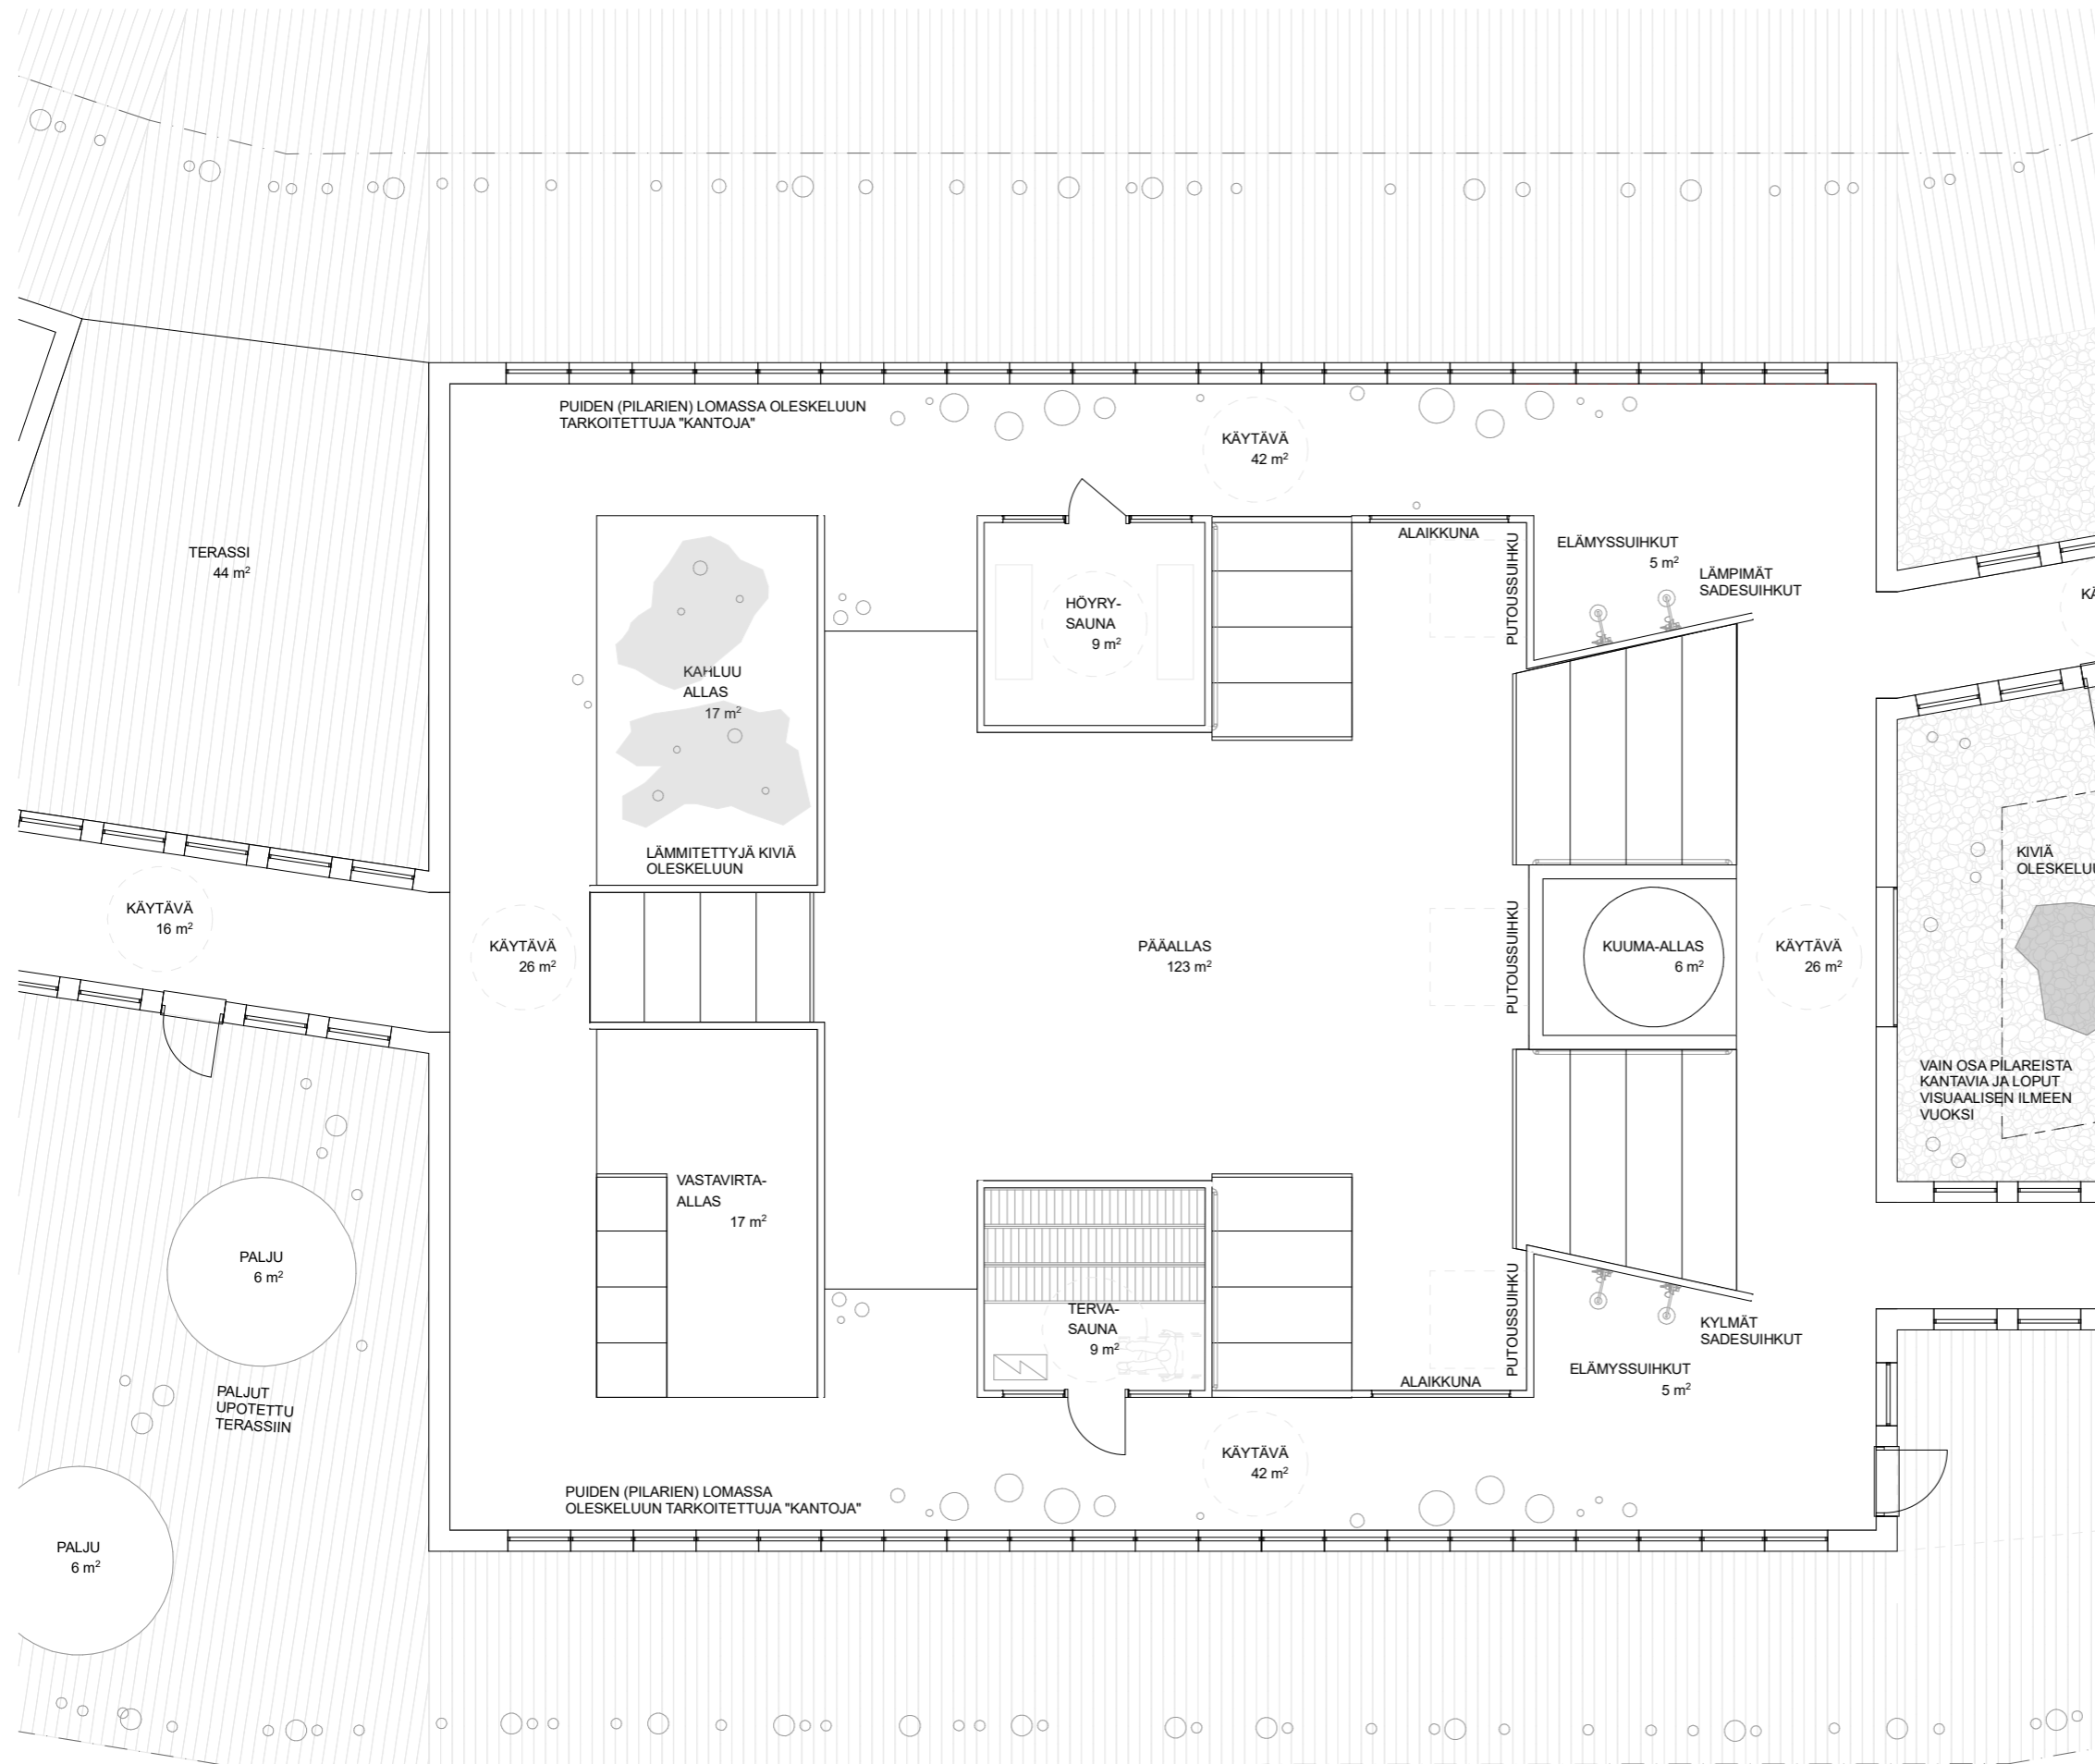 PUIDEN (PILARIEN) LOMASSA OLESKELUUN
TARKOITETTUJA "KANTOJA"
KÄYTÄVÄ
42 m²
TERASSI
44 m²
ALAIKKUNA
PUTOUSSUIHKU
ELÄMYSSUIHKUT
5 m²
LÄMPIMÄT
SADESUIHKUT
HÖYRY-
SAUNA
9 m²
KAHLUU
ALLAS
17 m²
LÄMMITETTYJÄ KIVIÄ
OLESKELUUN
KIVIÄ
KÄYTÄVÄ
16 m²
KÄYTÄVÄ
26 m²
PÄÄALLAS
123 m²
PUTOUSSUIHKU
KUUMA-ALLAS
6 m²
KÄYTÄVÄ
26 m²
VAIN OSA PILAREISTA
KANTAVIA JA LOPUT
VISUAALISEN ILMEEN
VUOKSI
VASTAVIRTA-
ALLAS
17 m²
PALJU
6 m²
TERVA-
SAUNA
9 m²
PUTOUSSUIHKU
KYLMÄT
SADESUIHKUT
ELÄMYSSUIHKUT
5 m²
ALAIKKUNA
PALJUT
UPOTETTU
TERASSIIN
KÄYTÄVÄ
42 m²
PUIDEN (PILARIEN) LOMASSA
OLESKELUUN TARKOITETTUJA "KANTOJA"
PALJU
6 m²